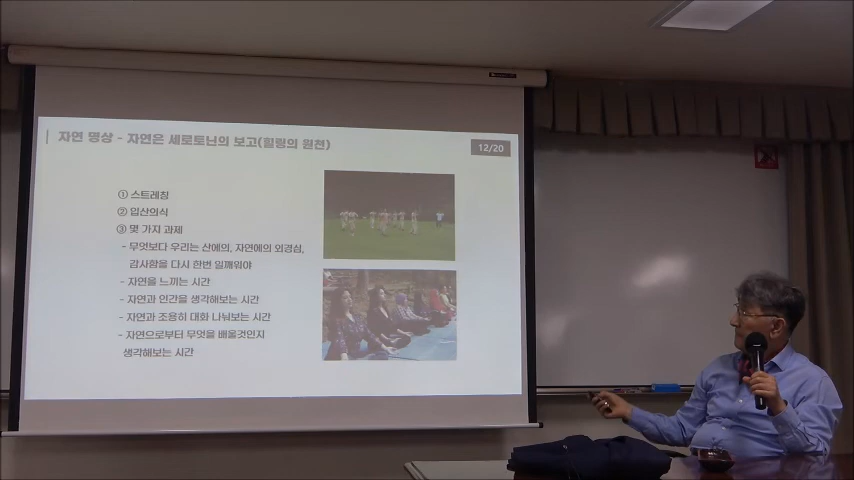 자연 명상 - 자연은 세로토닌의 보고(힐링의 원천)
12/20
① 스트레칭
② 입산의식
③ 몇 가지 과제
- 무엇보다 우리는 산에의, 자연에의 외경심,
감사함을 다시 한번 일깨워야
- 자연을 느끼는 시간
- 자연과 인간을 생각해보는 시간
- 자연과 조용히 대화 나눠보는 시간
- 자연으로부터 무엇을 배울것인지
생각해보는 시간